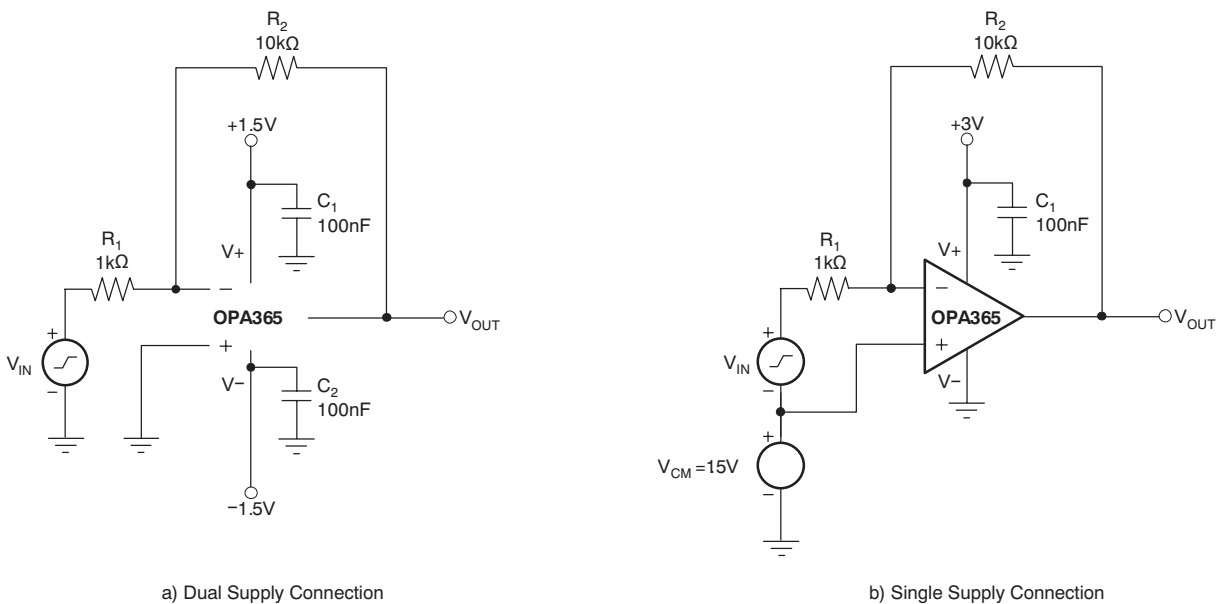 R2
10kΩ
+1.5V
C1
100nF
V+
R1
1kΩ
−
OPA365
+
VOUT
+
VIN
−
V−
C2
100nF
−1.5V
a) Dual Supply Connection
R2
10kΩ
+3V
C1
100nF
V+
R1
1kΩ
−
OPA365
+
VOUT
+
VIN
−
V−
+
VCM =15V
−
b) Single Supply Connection